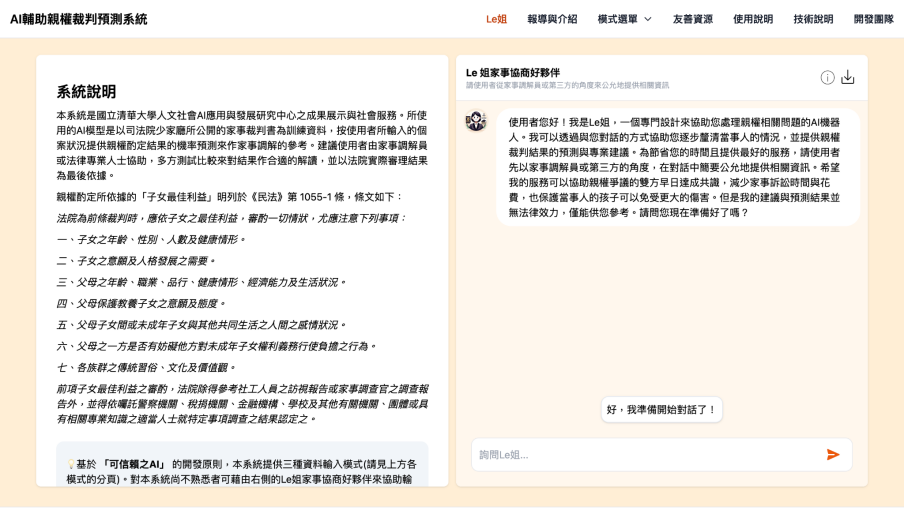 AI輔助親權裁判預測系統
Le姐
報導與介紹
模式選單
友善資源
使用說明
技術說明
開發團隊
系統說明
本系統是國立清華大學人文社會AI應用與發展研究中心之成果展示與社會服務。所使
用的AI模型是以司法院少家廳所公開的家事裁判書為訓練資料，按使用者所輸入的個
案狀況提供親權酌定結果的機率預測來作家事調解的參考。建議使用者由家事調解員
或法律專業人士協助，多方測試比較來對結果作合適的解讀，並以法院實際審理結果
為最後依據。
親權酌定所依據的「子女最佳利益」明列於《民法》第 1055-1 條，條文如下：
法院為前條裁判時，應依子女之最佳利益，審酌一切情狀，尤應注意下列事項：
一、子女之年齡、性別、人數及健康情形。
二、子女之意願及人格發展之需要。
三、父母之年齡、職業、品行、健康情形、經濟能力及生活狀況。
四、父母保護教養子女之意願及態度。
五、父母子女間或未成年子女與其他共同生活之人間之感情狀況。
六、父母之一方是否有妨礙他方對未成年子女權利義務行使負擔之行為。
七、各族群之傳統習俗、文化及價值觀。
前項子女最佳利益之審酌，法院除得參考社工人員之訪視報告或家事調查官之調查報
告外，並得依囑託警察機關、稅捐機關、金融機構、學校及其他有關機關、團體或具
有相關專業知識之適當人士就特定事項調查之結果認定之。
💡基於 「可信賴之AI」 的開發原則，本系統提供三種資料輸入模式(請見上方各
模式的分頁)。對本系統尚不熟悉者可藉由右側的Le姐家事協商好夥伴來協助輸
Le 姐家事協商好夥伴
請使用者從家事調解員或第三方的角度來公允地提供相關資訊
使用者您好！我是Le姐，一個專門設計來協助您處理親權相關問題的AI機器
人。我可以透過與您對話的方式協助您逐步釐清當事人的情況，並提供親權
裁判結果的預測與專業建議。為節省您的時間且提供最好的服務，請使用者
先以家事調解員或第三方的角度，在對話中簡要公允地提供相關資訊。希望
我的服務可以協助親權爭議的雙方早日達成共識，減少家事訴訟時間與花
費，也保護當事人的孩子可以免受更大的傷害。但是我的建議與預測結果並
無法律效力，僅能供您參考。請問您現在準備好了嗎？
好，我準備開始對話了！
詢問Le姐...